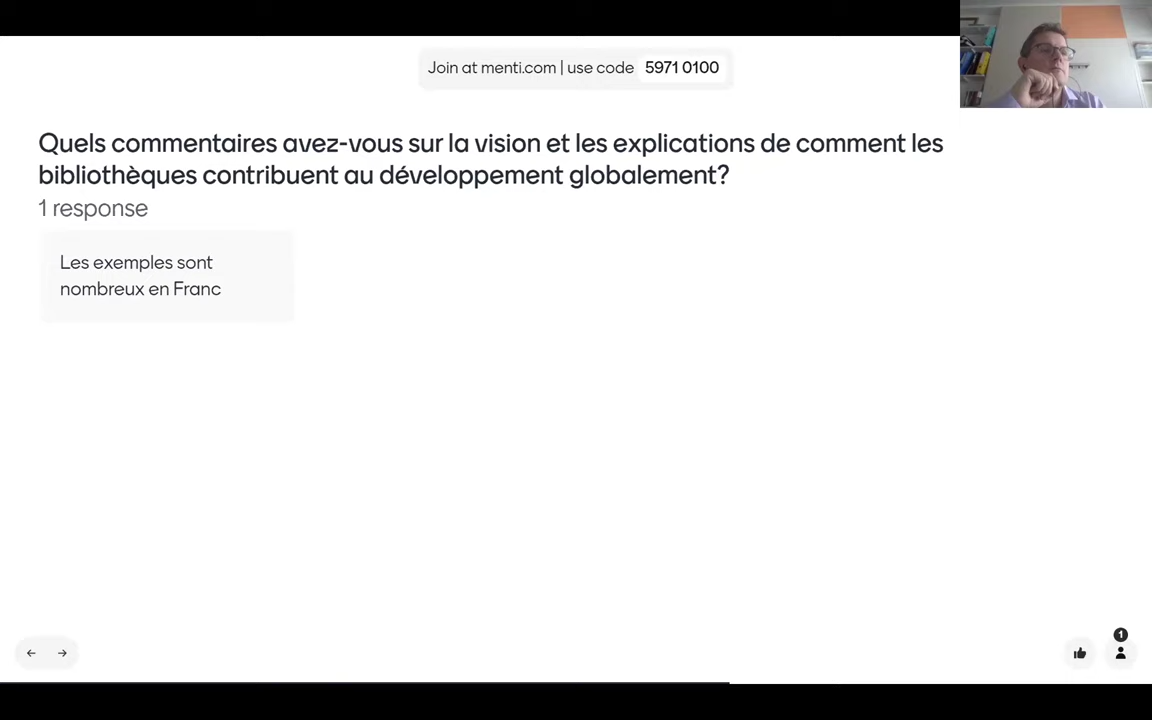 Join at menti.com | use code 5971 0100
Quels commentaires avez-vous sur la vision et les explications de comment les
bibliothèques contribuent au développement globalement?
1 response
Les exemples sont
nombreux en Franc
1